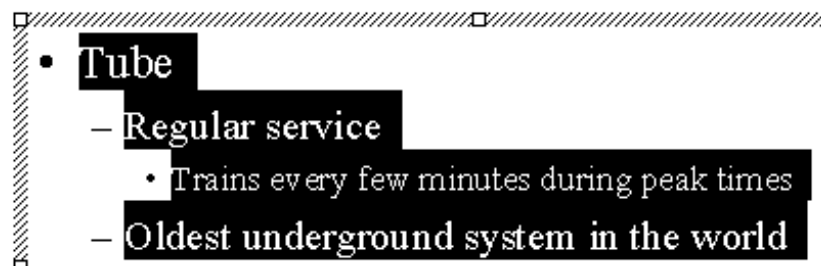 • Tube
– Regular service
• Trains every few minutes during peak times
– Oldest underground system in the world